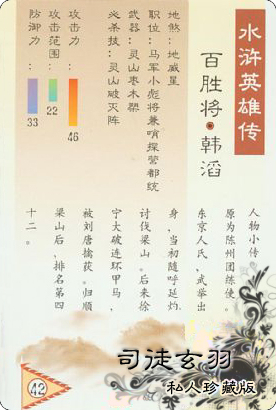 水浒英雄传
百胜将·韩滔
地煞：地威星
职位：马军小彪将兼哨探营都统
武器：灵山枣木槊
必杀技：灵山破灭阵
攻击力：
46
攻击范围：
22
防御力：
33
人物小传：
原为陈州团练使。
东京人氏，武举出
身，当初随呼延灼
讨伐梁山。后来徐
宁大破连环甲马，
被刘唐擒获。归顺
梁山后，排名第四
十二。
42
司徒玄羽
私人珍藏版